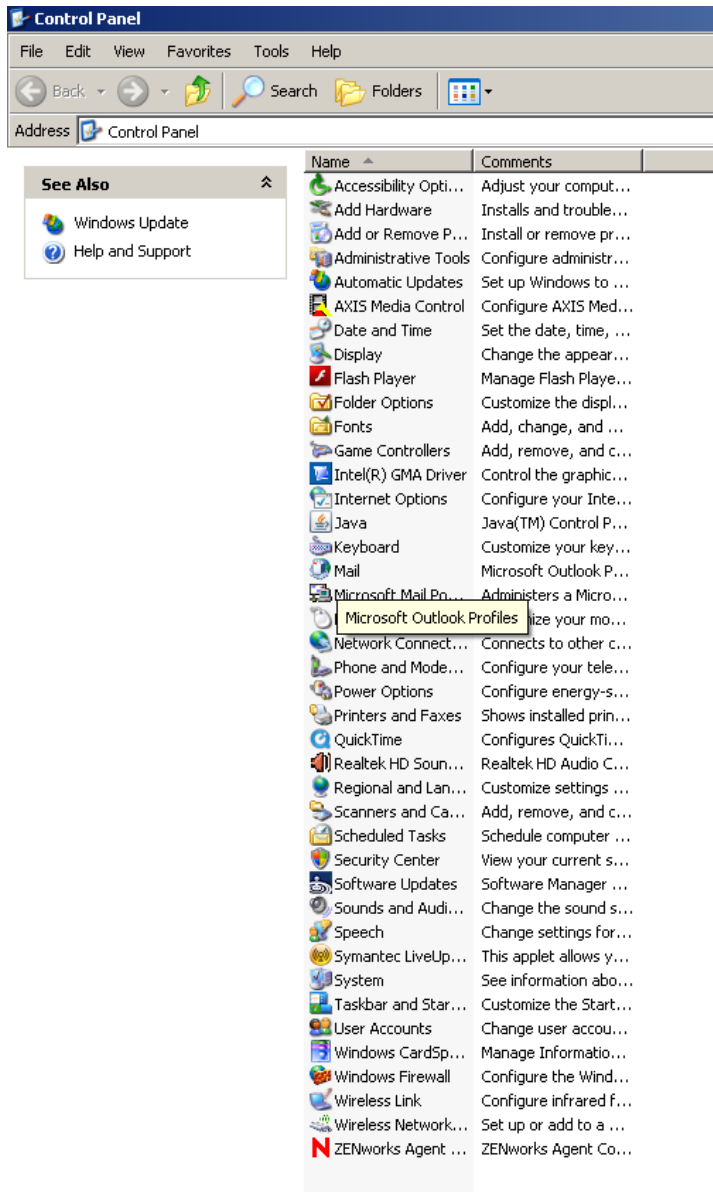 Control Panel
File Edit View Favorites Tools Help
Back Search Folders
Address Control Panel
See Also
Windows Update
Help and Support
Name Comments
Accessibility Opti... Adjust your comput...
Add Hardware Installs and trouble...
Add or Remove P... Install or remove pr...
Administrative Tools Configure administr...
Automatic Updates Set up Windows to ...
AXIS Media Control Configure AXIS Med...
Date and Time Set the date, time, ...
Display Change the appear...
Flash Player Manage Flash Playe...
Folder Options Customize the displ...
Fonts Add, change, and ...
Game Controllers Add, remove, and c...
Intel(R) GMA Driver Control the graphic...
Internet Options Configure your Inte...
Java Java(TM) Control P...
Keyboard Customize your key...
Mail Microsoft Outlook P...
Microsoft Mail Po... Administers a Micro...
Microsoft Outlook Profiles ize your mo...
Network Connect... Connects to other c...
Phone and Mode... Configure your tele...
Power Options Configure energy-s...
Printers and Faxes Shows installed prin...
QuickTime Configures QuickTi...
Realtek HD Soun... Realtek HD Audio C...
Regional and Lan... Customize settings ...
Scanners and Ca... Add, remove, and c...
Scheduled Tasks Schedule computer ...
Security Center View your current s...
Software Updates Software Manager ...
Sounds and Audi... Change the sound s...
Speech Change settings for...
Symantec LiveUp... This applet allows y...
System See information abo...
Taskbar and Star... Customize the Start...
User Accounts Change user accou...
Windows CardSp... Manage Informatio...
Windows Firewall Configure the Wind...
Wireless Link Configure infrared f...
Wireless Network... Set up or add to a ...
ZENworks Agent ... ZENworks Agent Co...